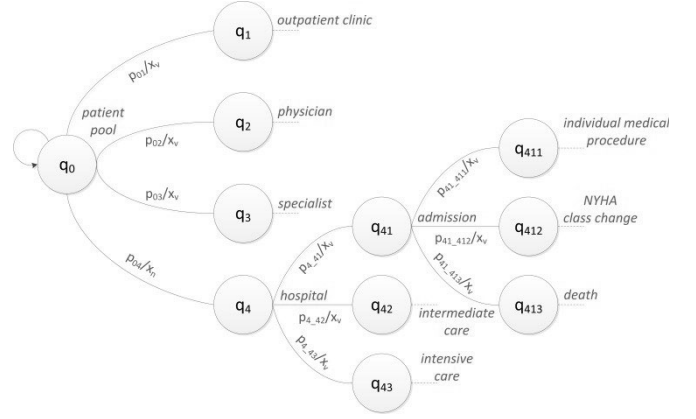 q1
outpatient clinic
p01/xv
patient
pool
q0
q2
physician
p02/xv
p03/xv
q3
specialist
p04/xn
q4
hospital
p4_41/xv
p4_42/xv
p4_43/xv
q41
admission
q42
intermediate
care
q43
intensive
care
p41_411/xv
p41_412/xv
p41_413/xv
q411
individual medical
procedure
q412
NYHA
class change
q413
death